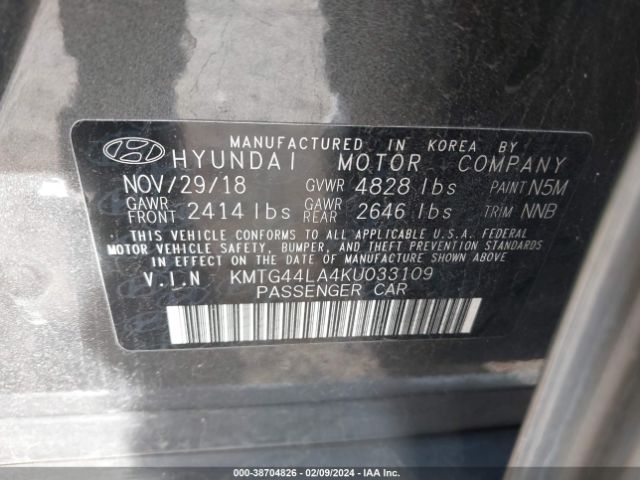 MANUFACTURED IN KOREA BY
HYUNDAI MOTOR COMPANY
NOV/29/18 GVWR 4828 lbs PAINT N5M
GAWR FRONT 2414 lbs GAWR REAR 2646 lbs TRIM NNB
THIS VEHICLE CONFORMS TO ALL APPLICABLE U.S.A. FEDERAL
MOTOR VEHICLE SAFETY, BUMPER, AND THEFT PREVENTION STANDARDS
IN EFFECT ON THE DATE OF MANUFACTURE SHOWN ABOVE
V.I.N KMTG44LA4KU033109
PASSENGER CAR
000-38704826 - 02/09/2024 - IAA Inc.